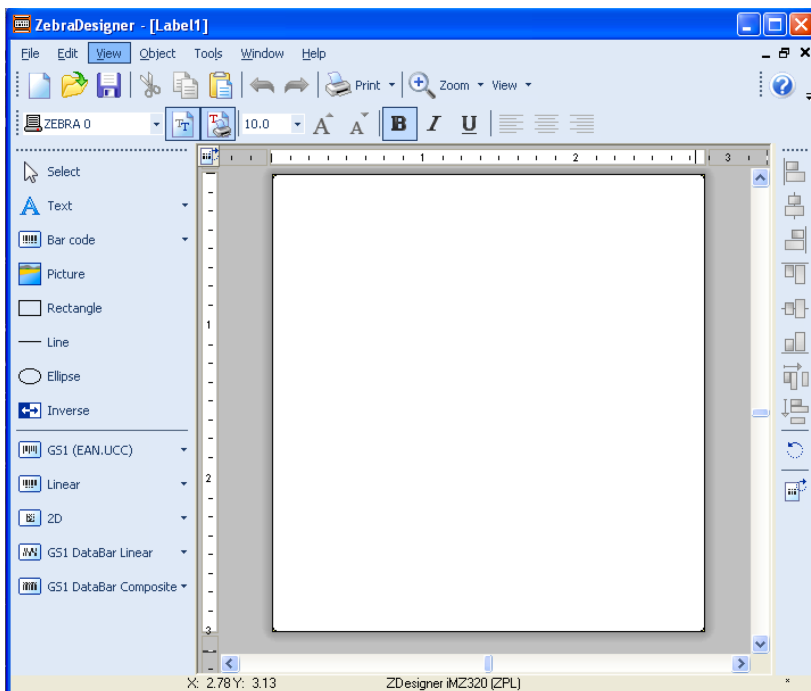 ZebraDesigner - [Label1]
File Edit View Object Tools Window Help
Print Zoom View
ZEBRA 0 10.0 A A B I U
1 2 3
Select
Text
Bar code
Picture
Rectangle
1
Line
Ellipse
Inverse
GS1 (EAN.UCC)
2
Linear
2D
GS1 DataBar Linear
GS1 DataBar Composite
3
X: 2.78 Y: 3.13 ZDesigner iMZ320 (ZPL) *